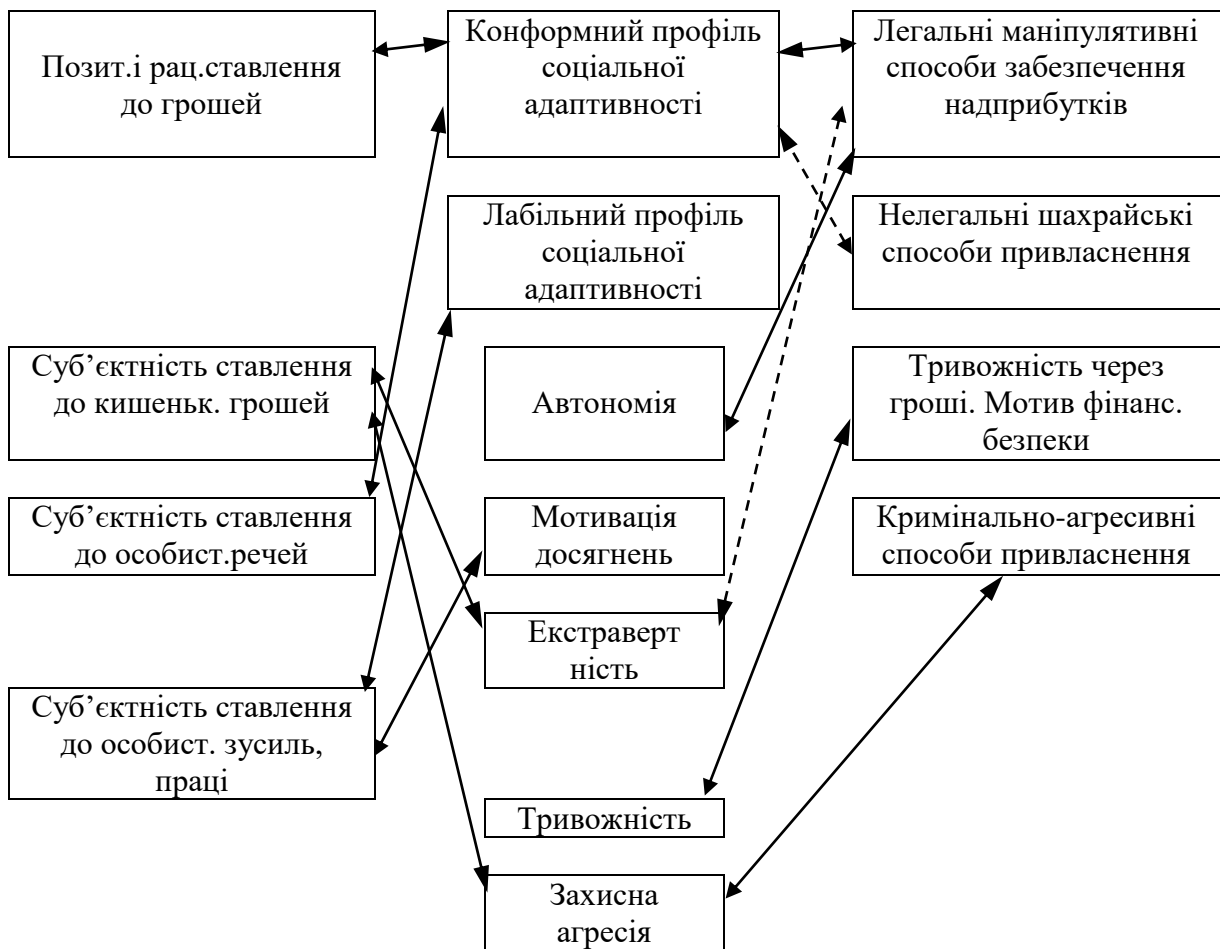 Позит.і рац.ставлення
до грошей
Конформний профіль
соціальної
адаптивності
Легальні маніпулятивні
способи забезпечення
надприбутків
Лабільний профіль
соціальної
адаптивності
Нелегальні шахрайські
способи привласнення
Суб’єктність ставлення
до кишеньк. грошей
Автономія
Тривожність через
гроші. Мотив фінанс.
безпеки
Суб’єктність ставлення
до особист.речей
Мотивація
досягнень
Кримінально-агресивні
способи привласнення
Екстраверт
ність
Суб’єктність ставлення
до особист. зусиль,
праці
Тривожність
Захисна
агресія